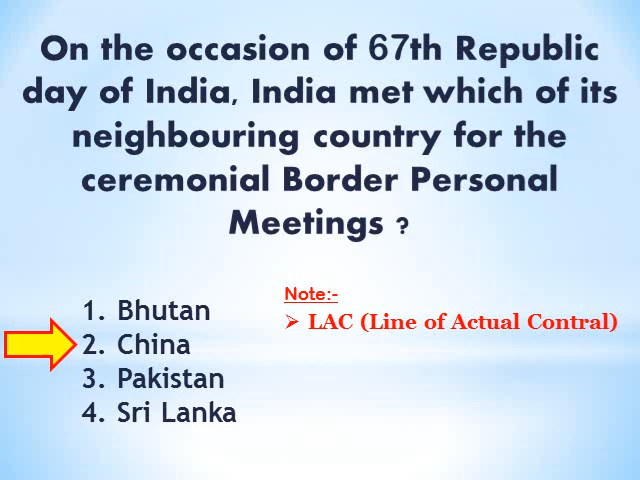 On the occasion of 67th Republic
day of India, India met which of its
neighbouring country for the
ceremonial Border Personal
Meetings ?
Note:-
➢ LAC (Line of Actual Contral)
1. Bhutan
2. China
3. Pakistan
4. Sri Lanka